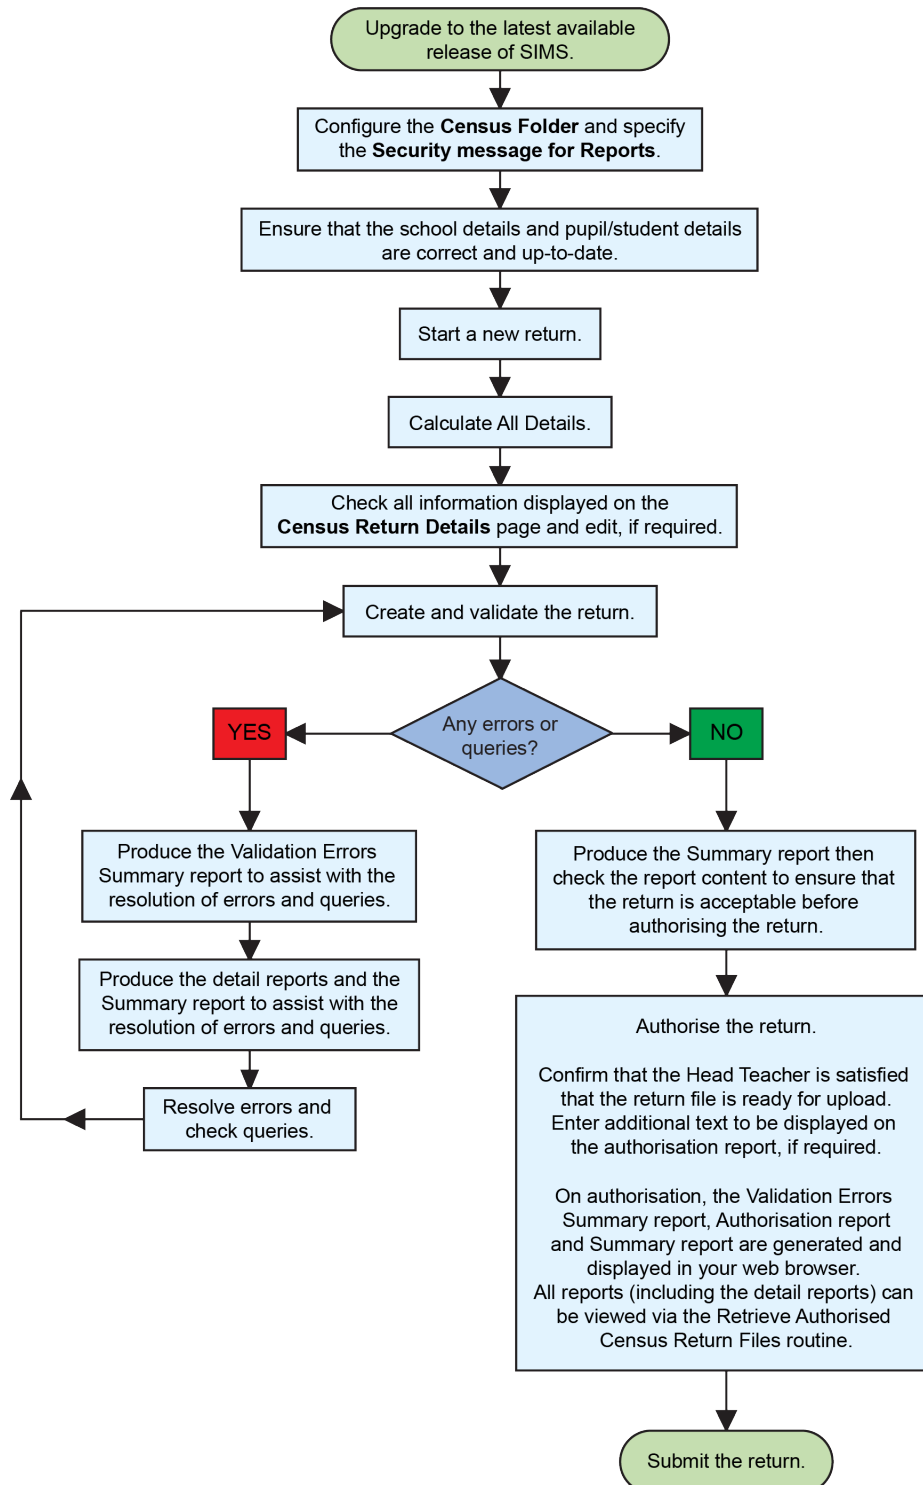 Upgrade to the latest available
release of SIMS.
Configure the Census Folder and specify
the Security message for Reports.
Ensure that the school details and pupil/student details
are correct and up-to-date.
Start a new return.
Calculate All Details.
Check all information displayed on the
Census Return Details page and edit, if required.
Create and validate the return.
Any errors or
queries?
YES
NO
Produce the Validation Errors
Summary report to assist with the
resolution of errors and queries.
Produce the detail reports and the
Summary report to assist with the
resolution of errors and queries.
Resolve errors and
check queries.
Produce the Summary report then
check the report content to ensure that
the return is acceptable before
authorising the return.
Authorise the return.
Confirm that the Head Teacher is satisfied
that the return file is ready for upload.
Enter additional text to be displayed on
the authorisation report, if required.
On authorisation, the Validation Errors
Summary report, Authorisation report
and Summary report are generated and
displayed in your web browser.
All reports (including the detail reports) can
be viewed via the Retrieve Authorised
Census Return Files routine.
Submit the return.